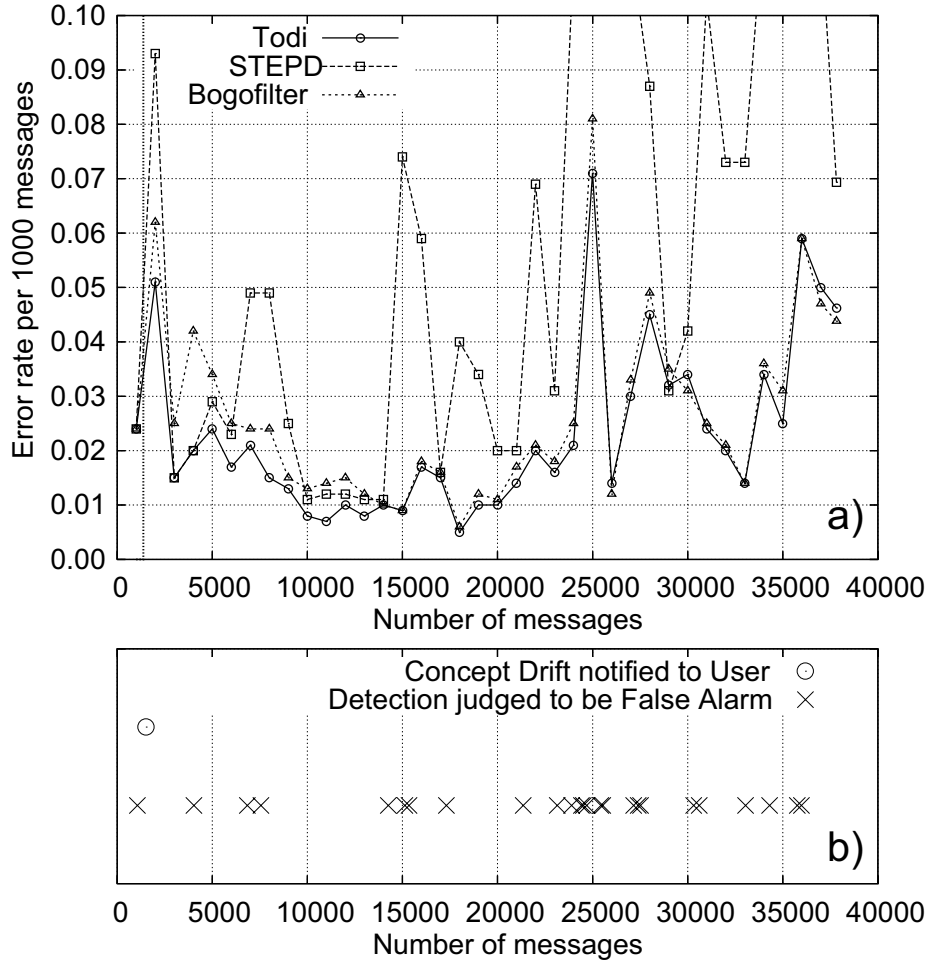 0.10
Todi
STEPD
0.09
Bogofilter
0.08
0.07
0.06
0.05
0.04
0.03
0.02
0.01
0.00
Error rate per 1000 messages
a)
0 5000 10000 15000 20000 25000 30000 35000 40000
Number of messages
Concept Drift notified to User
Detection judged to be False Alarm
b)
0 5000 10000 15000 20000 25000 30000 35000 40000
Number of messages